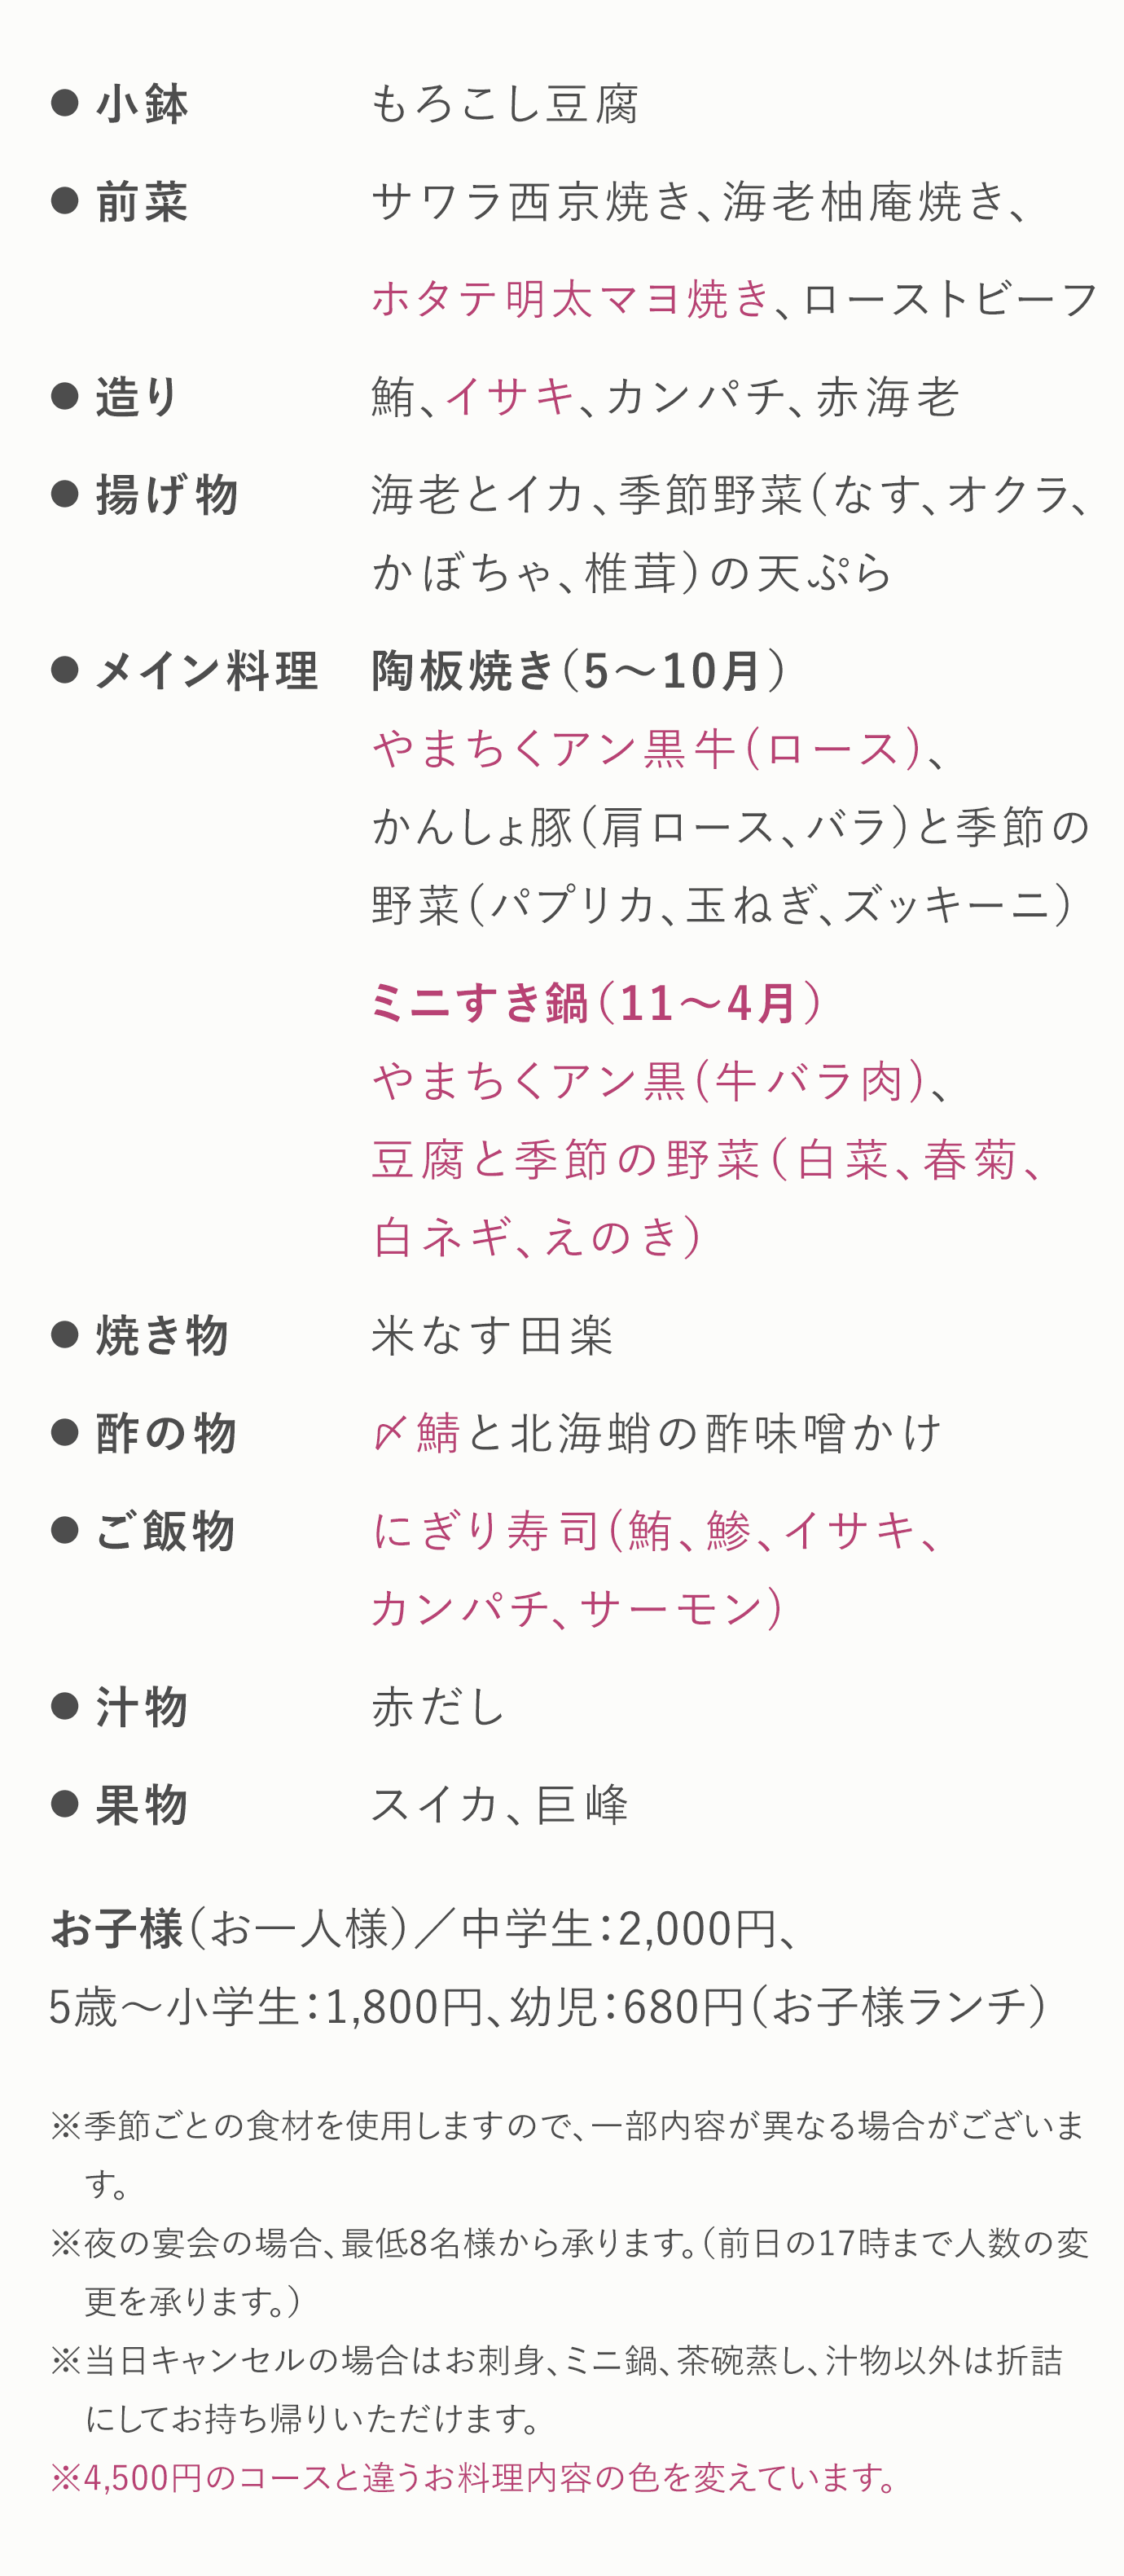 ● 小鉢 もろこし豆腐
● 前菜 サワラ西京焼き、海老柚庵焼き、
ホタテ明太マヨ焼き、ローストビーフ
● 造り 鮪、イサキ、カンパチ、赤海老
● 揚げ物 海老とイカ、季節野菜（なす、オクラ、
かぼちゃ、椎茸）の天ぷら
● メイン料理 陶板焼き（5〜10月）
やまちくアン黒牛（ロース）、
かんしょ豚（肩ロース、バラ）と季節の
野菜（パプリカ、玉ねぎ、ズッキーニ）
ミニすき鍋（11〜4月）
やまちくアン黒（牛バラ肉）、
豆腐と季節の野菜（白菜、春菊、
白ネギ、えのき）
● 焼き物 米なす田楽
● 酢の物 〆鯖と北海蛸の酢味噌かけ
● ご飯物 にぎり寿司（鮪、鯵、イサキ、
カンパチ、サーモン）
● 汁物 赤だし
● 果物 スイカ、巨峰
お子様（お一人様）／中学生：2,000円、
5歳〜小学生：1,800円、幼児：680円（お子様ランチ）
※季節ごとの食材を使用しますので、一部内容が異なる場合がございま
す。
※夜の宴会の場合、最低8名様から承ります。（前日の17時まで人数の変
更を承ります。）
※当日キャンセルの場合はお刺身、ミニ鍋、茶碗蒸し、汁物以外は折詰
にしてお持ち帰りいただけます。
※4,500円のコースと違うお料理内容の色を変えています。